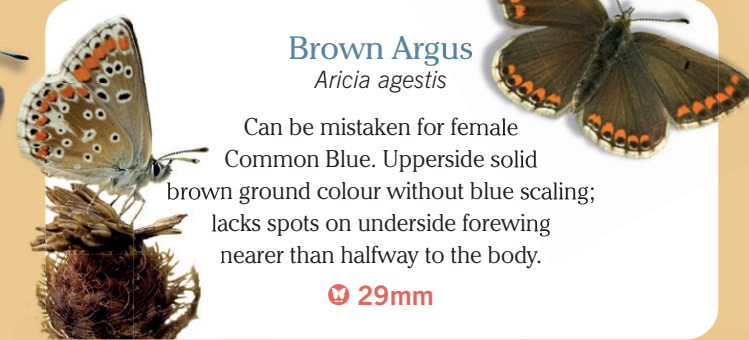 Brown Argus
Aricia agestis
Can be mistaken for female
Common Blue. Upperside solid
brown ground colour without blue scaling;
lacks spots on underside forewing
nearer than halfway to the body.
29mm